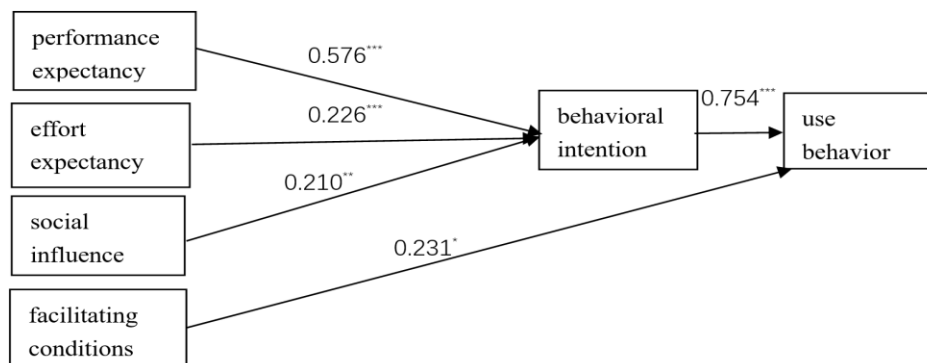 performance
expectancy
0.576***
effort
expectancy
0.226***
behavioral
intention
0.754***
use
behavior
social
influence
0.210**
facilitating
conditions
0.231*